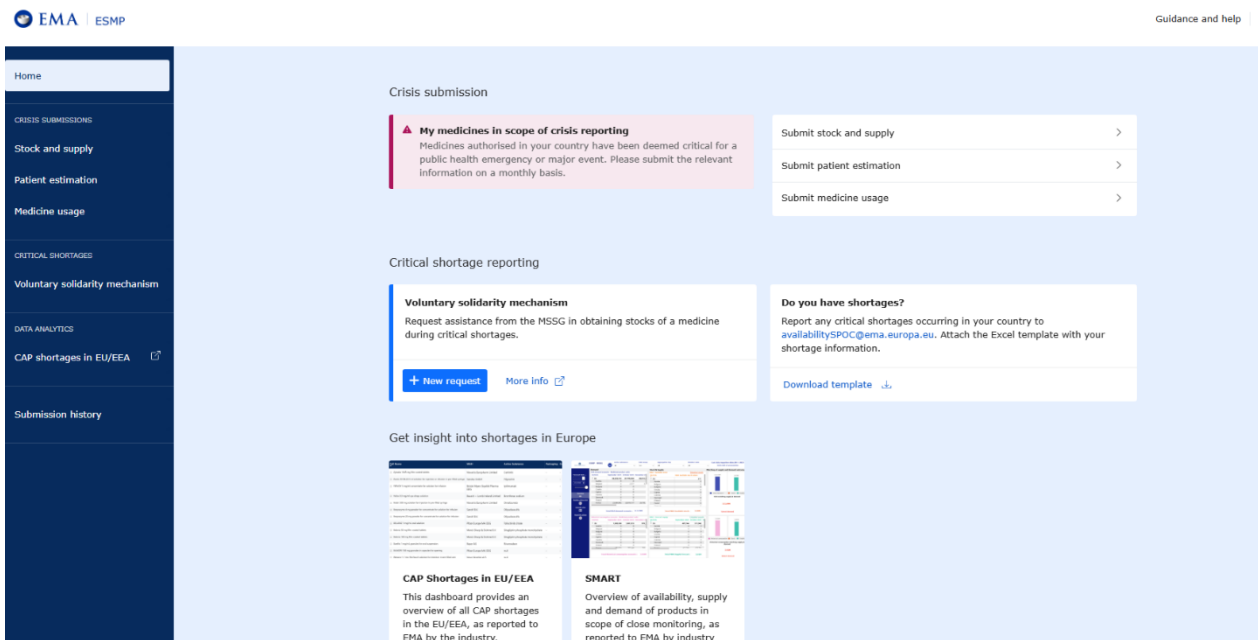 EMA ESMP
Guidance and help
Home
CRISIS SUBMISSIONS
Stock and supply
Patient estimation
Medicine usage
CRITICAL SHORTAGES
Voluntary solidarity mechanism
DATA ANALYTICS
CAP shortages in EU/EEA
Submission history
Crisis submission
My medicines in scope of crisis reporting
Medicines authorised in your country have been deemed critical for a
public health emergency or major event. Please submit the relevant
information on a monthly basis.
Submit stock and supply
Submit patient estimation
Submit medicine usage
Critical shortage reporting
Voluntary solidarity mechanism
Request assistance from the MSSG in obtaining stocks of a medicine
during critical shortages.
+ New request
More info
Do you have shortages?
Report any critical shortages occurring in your country to
availabilitySPOC@ema.europa.eu. Attach the Excel template with your
shortage information.
Download template
Get insight into shortages in Europe
CAP Shortages in EU/EEA
This dashboard provides an
overview of all CAP shortages
in the EU/EEA, as reported to
EMA by the industry.
SMART
Overview of availability, supply
and demand of products in
scope of close monitoring, as
reported to EMA by industry